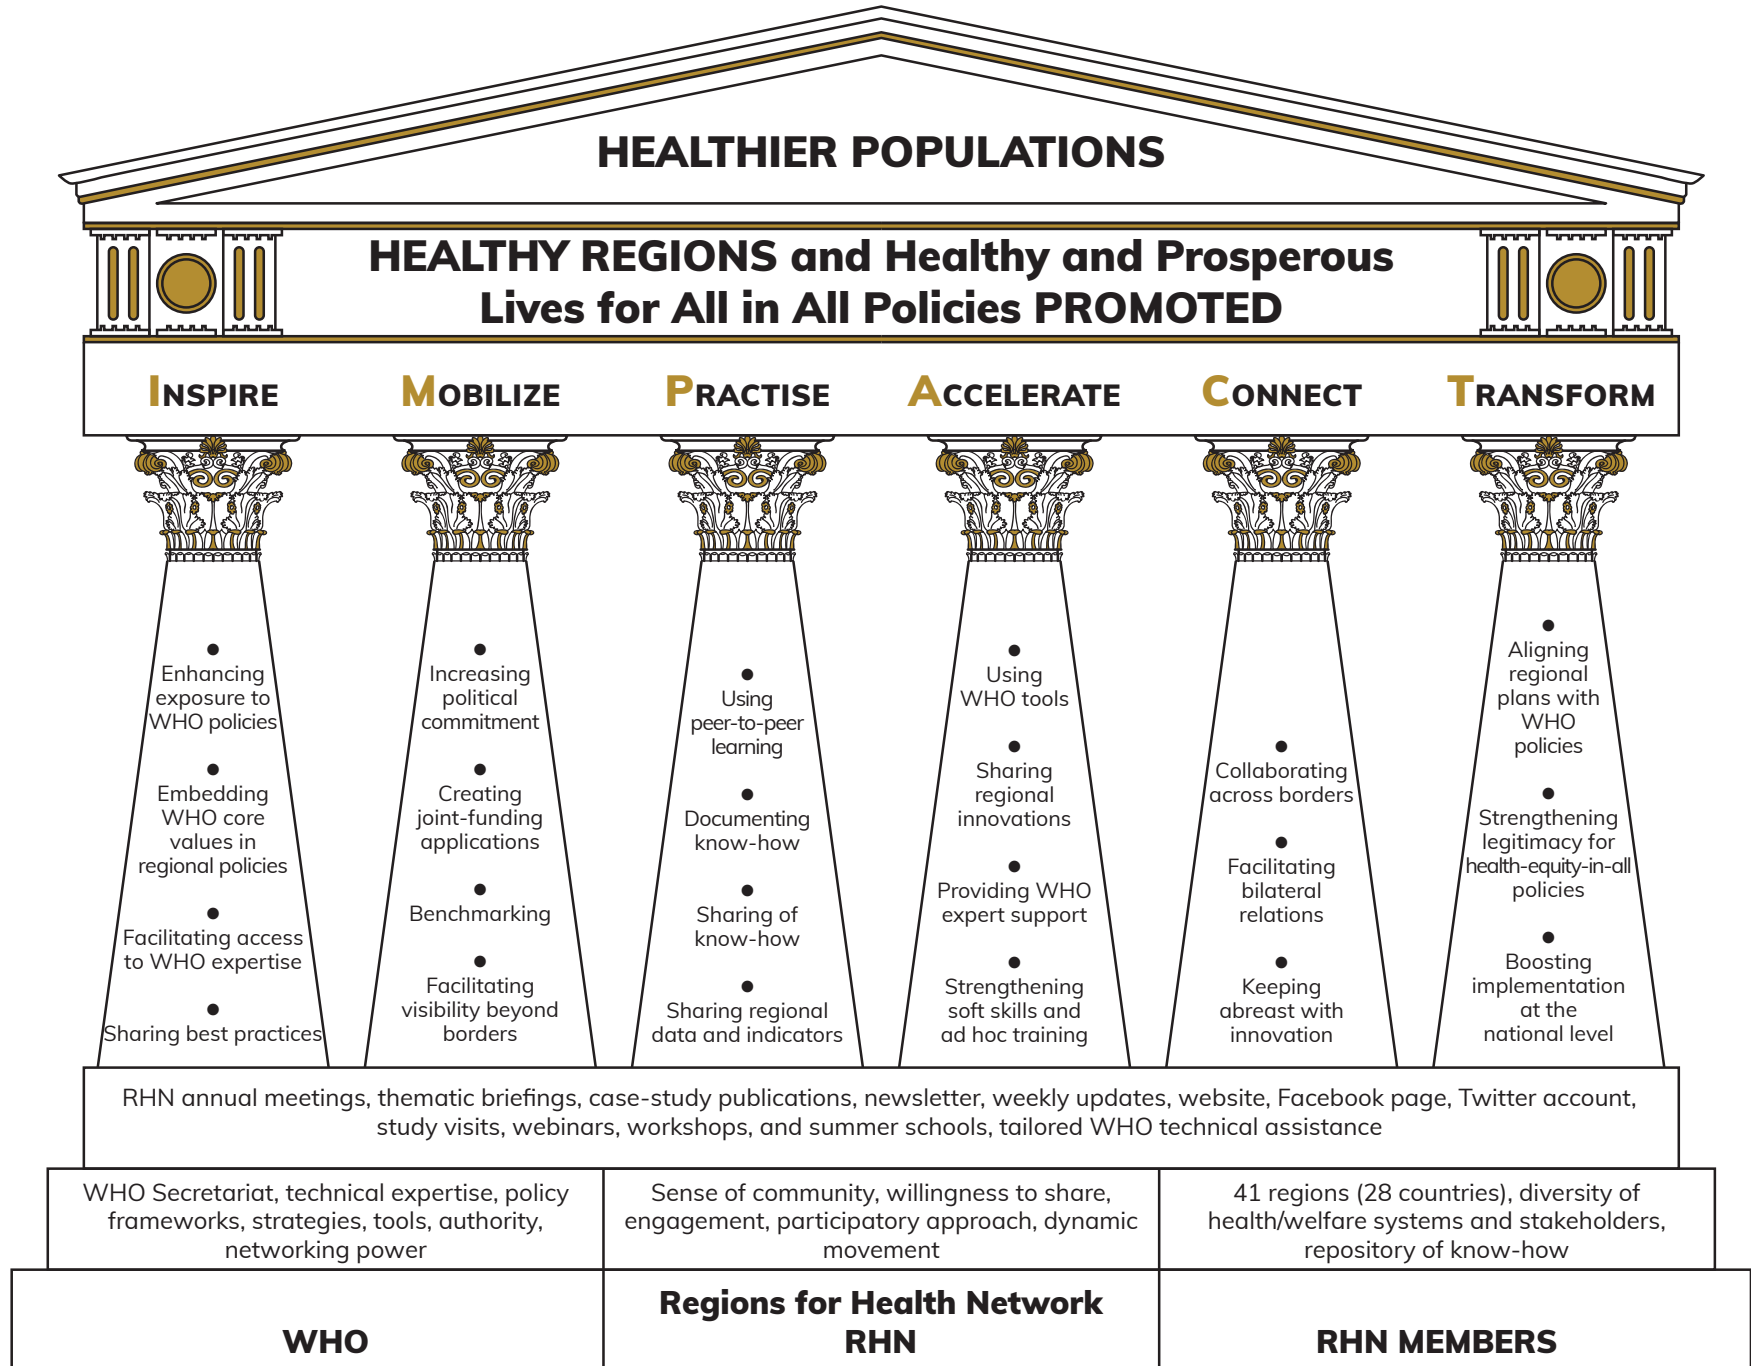 HEALTHIER POPULATIONS
HEALTHY REGIONS and Healthy and Prosperous
Lives for All in All Policies PROMOTED
INSPIRE
MOBILIZE
PRACTISE
ACCELERATE
CONNECT
TRANSFORM
• Enhancing
exposure to
WHO policies
• Embedding
WHO core
values in
regional policies
• Facilitating access
to WHO expertise
• Sharing best practices
• Increasing
political
commitment
• Creating
joint-funding
applications
• Benchmarking
• Facilitating
visibility beyond
borders
• Using
peer-to-peer
learning
• Documenting
know-how
• Sharing of
know-how
• Sharing regional
data and indicators
• Using
WHO tools
• Sharing
regional
innovations
• Providing WHO
expert support
• Strengthening
soft skills and
ad hoc training
• Collaborating
across borders
• Facilitating
bilateral
relations
• Keeping
abreast with
innovation
• Aligning
regional
plans with
WHO
policies
• Strengthening
legitimacy for
health-equity-in-all
policies
• Boosting
implementation
at the
national level
RHN annual meetings, thematic briefings, case-study publications, newsletter, weekly updates, website, Facebook page, Twitter account,
study visits, webinars, workshops, and summer schools, tailored WHO technical assistance
WHO Secretariat, technical expertise, policy
frameworks, strategies, tools, authority,
networking power
Sense of community, willingness to share,
engagement, participatory approach, dynamic
movement
41 regions (28 countries), diversity of
health/welfare systems and stakeholders,
repository of know-how
WHO
Regions for Health Network
RHN
RHN MEMBERS